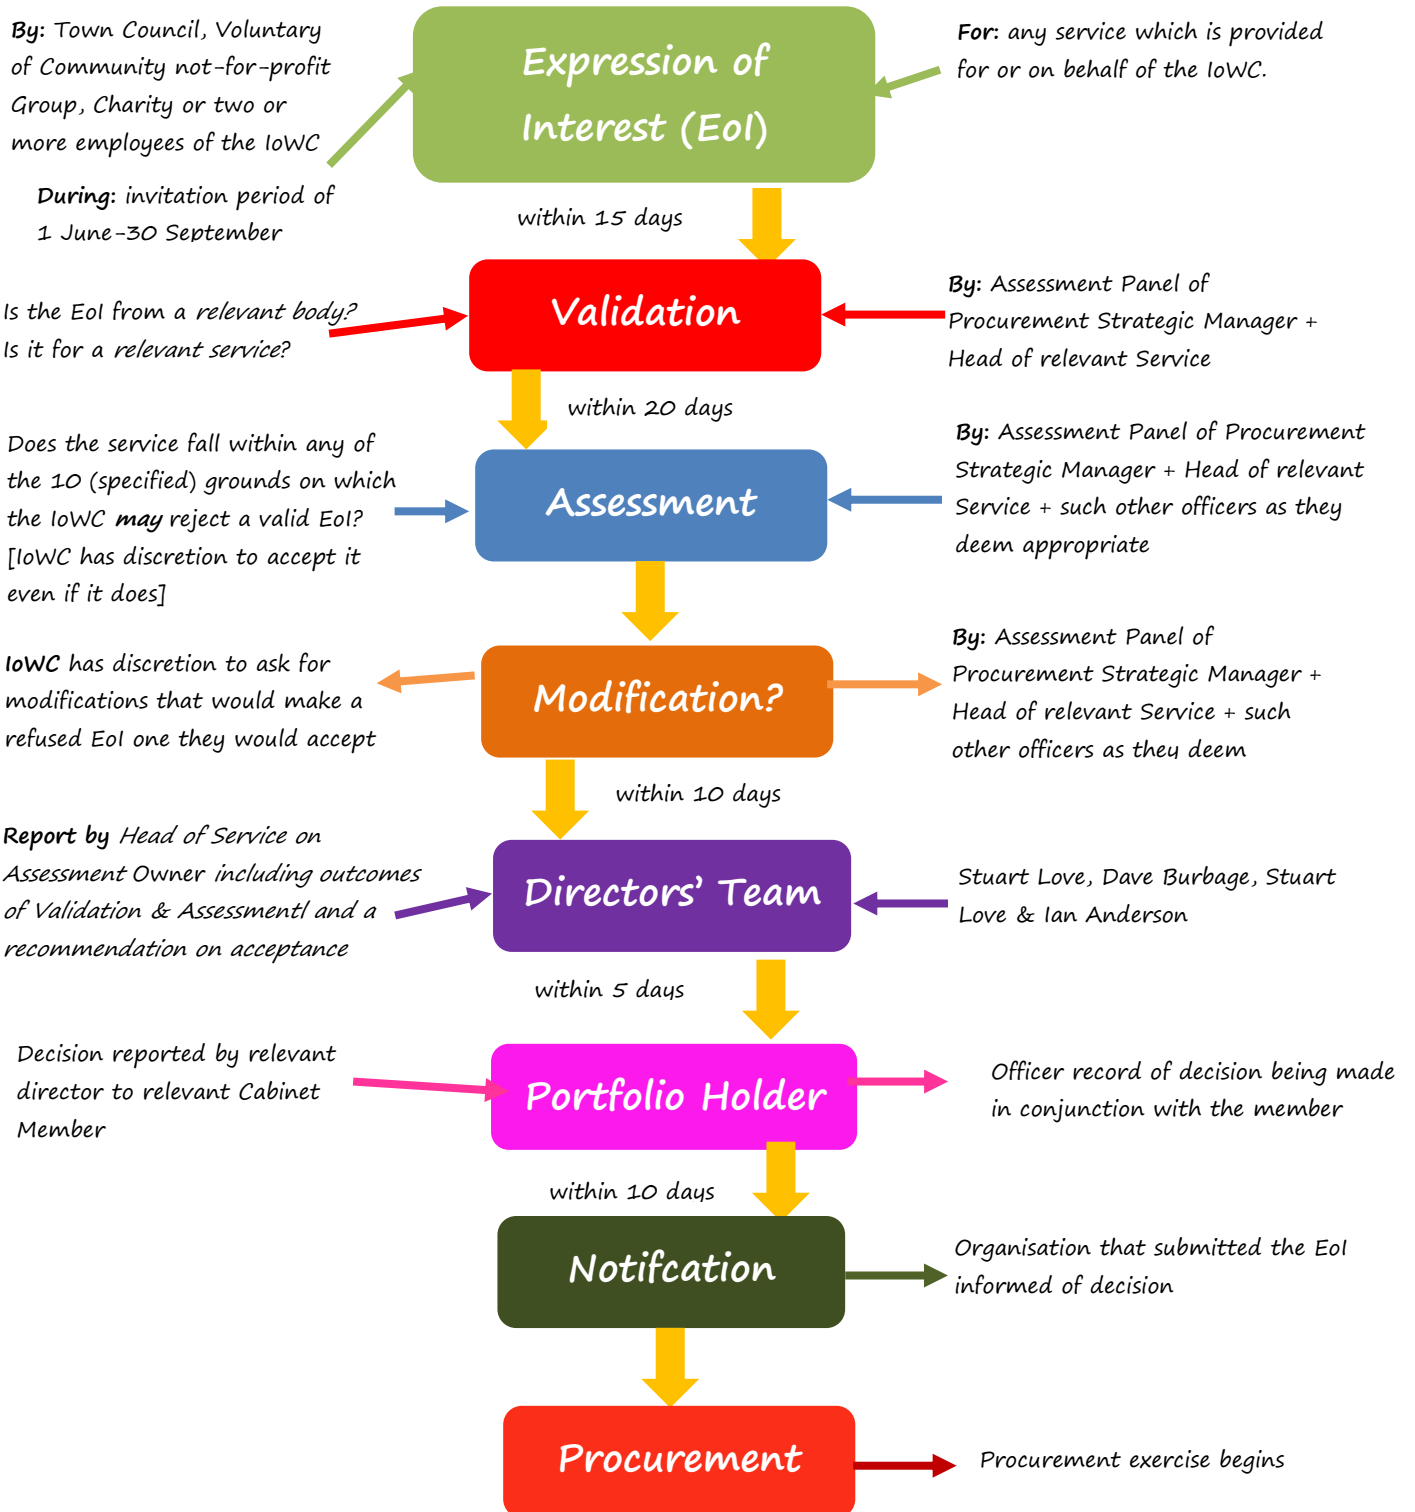 By: Town Council, Voluntary
of Community not-for-profit
Group, Charity or two or
more employees of the IoWC
During: invitation period of
1 June-30 September
Expression of
Interest (EoI)
For: any service which is provided
for or on behalf of the IoWC.
within 15 days
Is the EoI from a relevant body?
Is it for a relevant service?
Validation
By: Assessment Panel of
Procurement Strategic Manager +
Head of relevant Service
within 20 days
Does the service fall within any of
the 10 (specified) grounds on which
the IoWC may reject a valid EoI?
[IoWC has discretion to accept it
even if it does]
Assessment
By: Assessment Panel of Procurement
Strategic Manager + Head of relevant
Service + such other officers as they
deem appropriate
IoWC has discretion to ask for
modifications that would make a
refused EoI one they would accept
Modification?
By: Assessment Panel of
Procurement Strategic Manager +
Head of relevant Service + such
other officers as they deem
within 10 days
Report by Head of Service on
Assessment Owner including outcomes
of Validation & Assessmentl and a
recommendation on acceptance
Directors' Team
Stuart Love, Dave Burbage, Stuart
Love & Ian Anderson
within 5 days
Decision reported by relevant
director to relevant Cabinet
Member
Portfolio Holder
Officer record of decision being made
in conjunction with the member
within 10 days
Notifcation
Organisation that submitted the EoI
informed of decision
Procurement
Procurement exercise begins